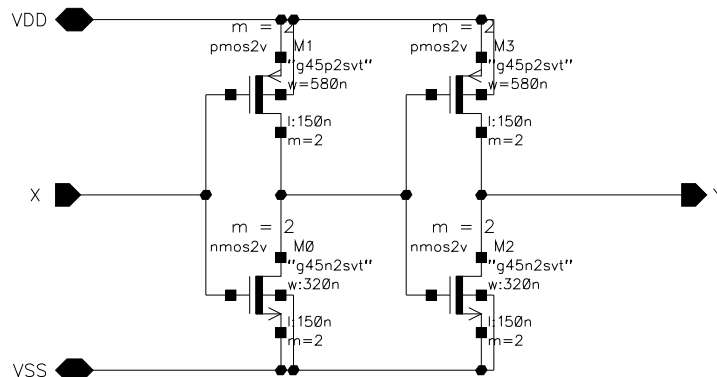 VDD
m = 2
pmos2v M1
"g45p2svt"
w=580n
l:150n
m=2
m = 2
pmos2v M3
"g45p2svt"
w=580n
l:150n
m=2
X
Y
m = 2
nmos2v M0
"g45n2svt"
w:320n
l:150n
m=2
m = 2
nmos2v M2
"g45n2svt"
w:320n
l:150n
m=2
VSS